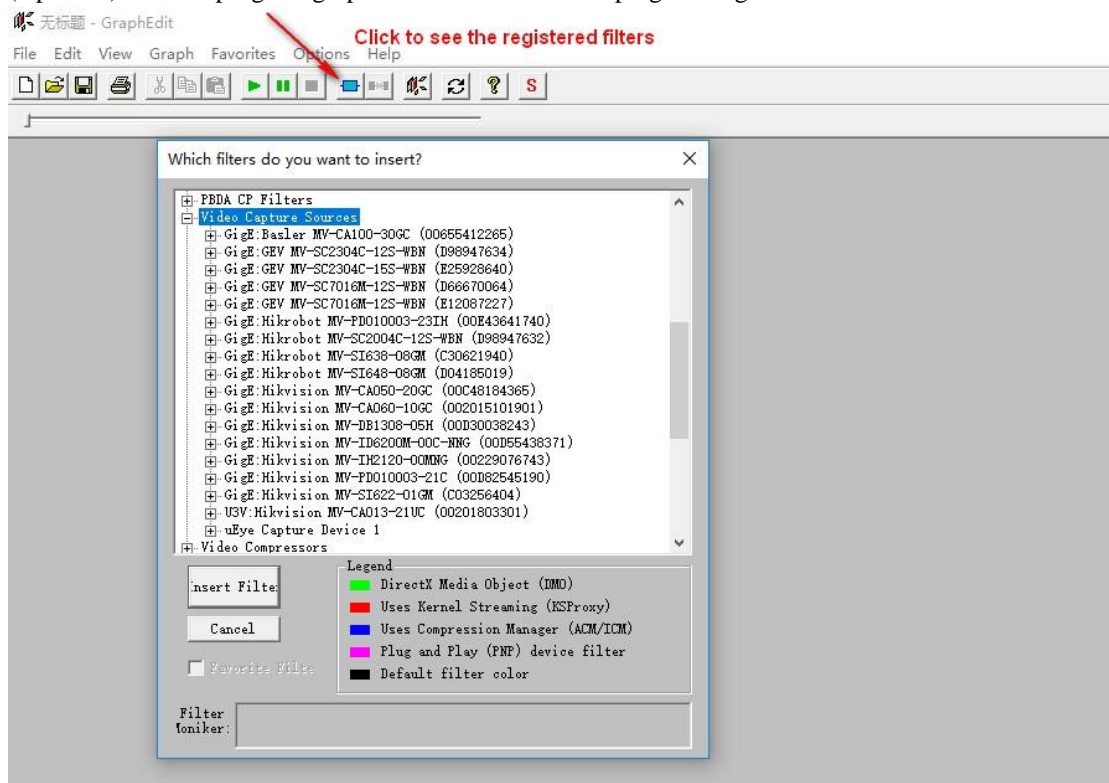 无标题 - GraphEdit
Click to see the registered filters
File Edit View Graph Favorites Options Help
S
Which filters do you want to insert?
PBDA CP Filters
Video Capture Sources
GigE:Basler MV-CA100-30GC (00655412265)
GigE:GEV MV-SC2304C-12S-WBN (D98947634)
GigE:GEV MV-SC2304C-15S-WBN (E25928640)
GigE:GEV MV-SC7016M-12S-WBN (D66670064)
GigE:GEV MV-SC7016M-12S-WBN (E12087227)
GigE:Hikrobot MV-PD010003-23IH (00E43641740)
GigE:Hikrobot MV-SC2004C-12S-WBN (D98947632)
GigE:Hikrobot MV-SI638-08GM (C30621940)
GigE:Hikrobot MV-SI648-08GM (D04185019)
GigE:Hikvision MV-CA050-20GC (00C48184365)
GigE:Hikvision MV-CA060-10GC (002015101901)
GigE:Hikvision MV-DB1308-05H (00D30038243)
GigE:Hikvision MV-ID6200M-00C-NNG (00D55438371)
GigE:Hikvision MV-IH2120-00MNG (00229076743)
GigE:Hikvision MV-PD010003-21C (00D82545190)
GigE:Hikvision MV-SI622-01GM (C03256404)
U3V:Hikvision MV-CA013-21UC (00201803301)
uEye Capture Device 1
Video Compressors
Legend
DirectX Media Object (DMO)
nsert Filte
Uses Kernel Streaming (KSProxy)
Cancel
Uses Compression Manager (ACM/ICM)
Plug and Play (PNP) device filter
Favorite Filte
Default filter color
Filter
Moniker: